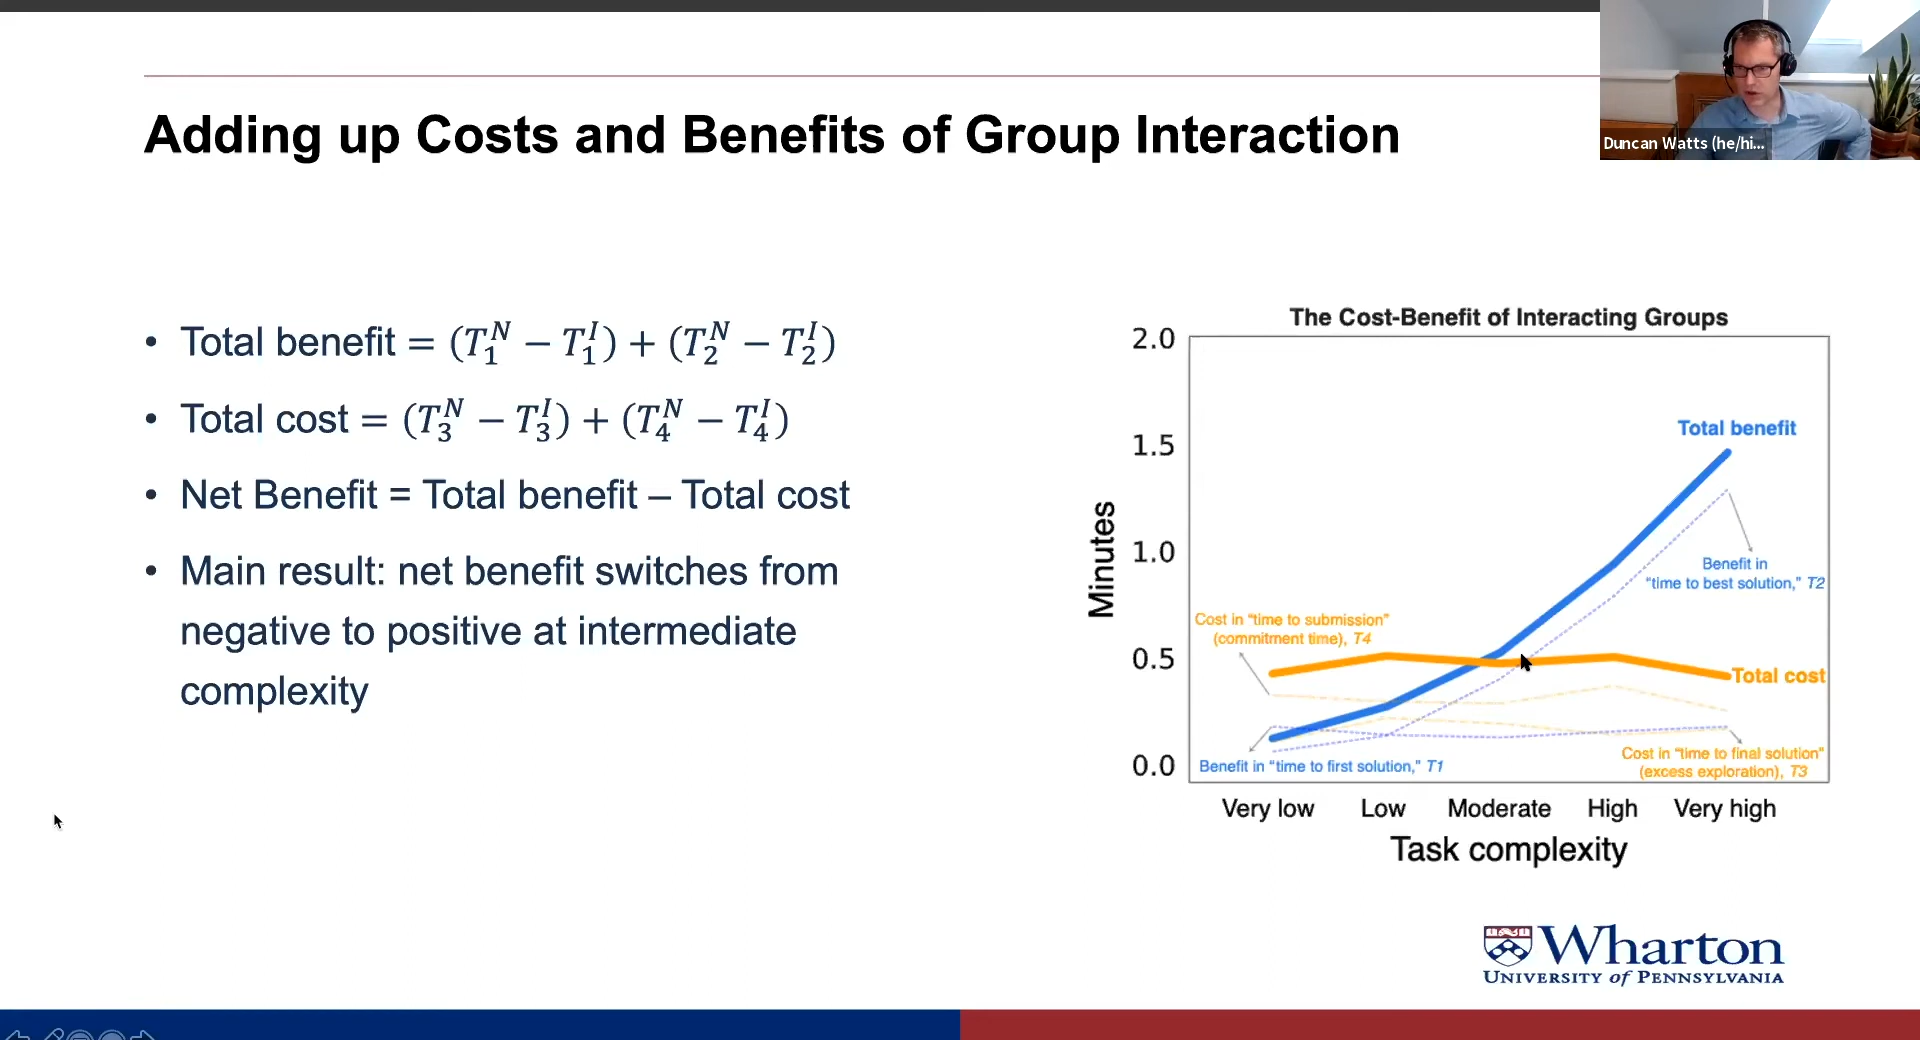 Duncan Watts (he/hi...
Adding up Costs and Benefits of Group Interaction
• Total benefit = (T₁ᴺ − T₁ᴵ) + (T₂ᴺ − T₂ᴵ)
• Total cost = (T₃ᴺ − T₃ᴵ) + (T₄ᴺ − T₄ᴵ)
• Net Benefit = Total benefit – Total cost
• Main result: net benefit switches from
negative to positive at intermediate
complexity
The Cost-Benefit of Interacting Groups
2.0
1.5
1.0
0.5
0.0
Minutes
Total benefit
Benefit in
"time to best solution," T2
Cost in "time to submission"
(commitment time), T4
Total cost
Benefit in "time to first solution," T1
Cost in "time to final solution"
(excess exploration), T3
Very low Low Moderate High Very high
Task complexity
Wharton
UNIVERSITY of PENNSYLVANIA